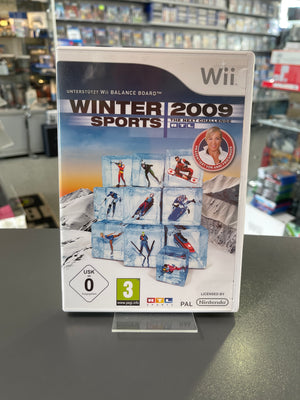 Wii
UNTERSTÜTZT Wii BALANCE BOARD™
WINTER 2009
SPORTS THE NEXT CHALLENGE
RTL
USK
0
3
www.pegi.info
RTL
PAL
LICENSED BY
Nintendo